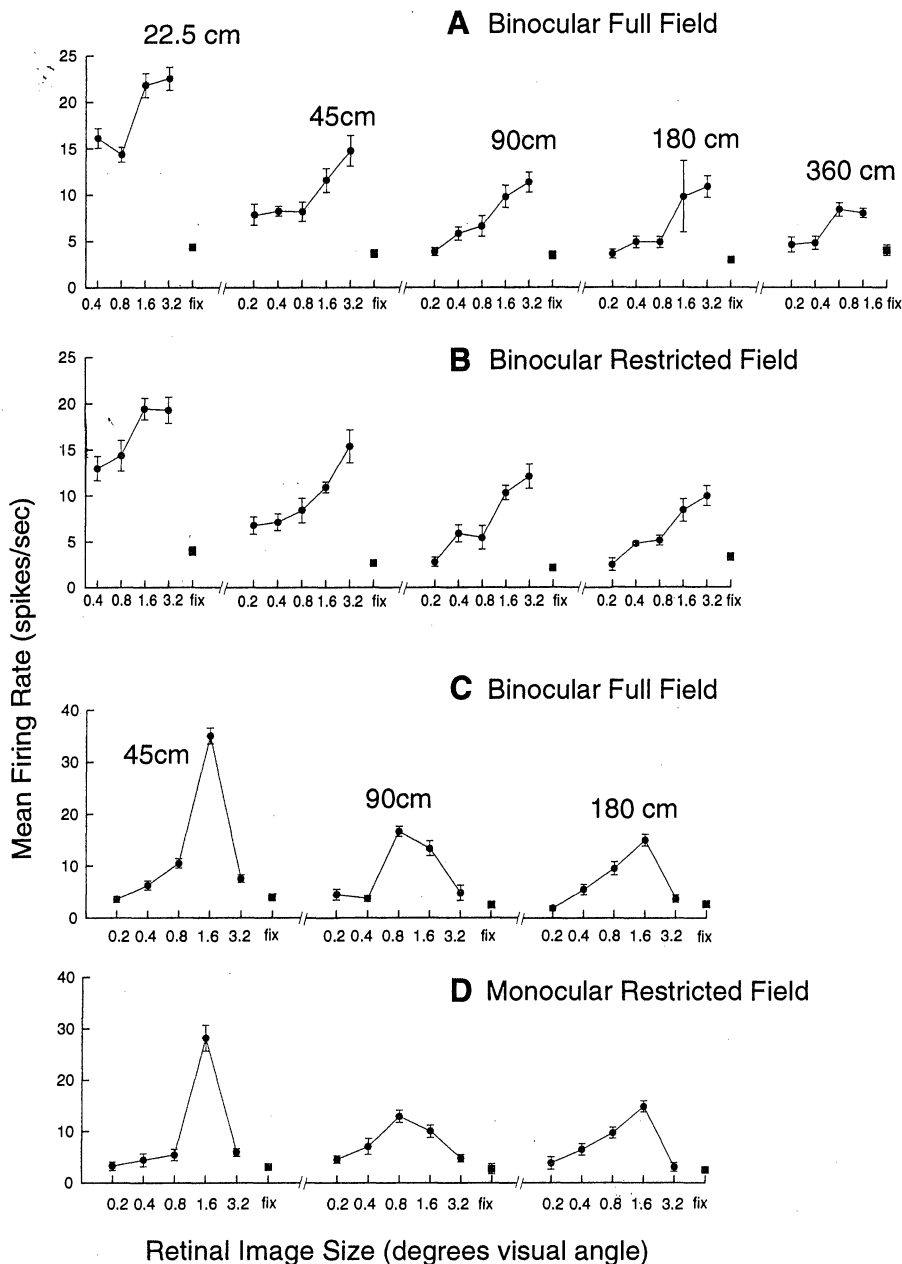 A Binocular Full Field
22.5 cm
45cm
90cm
180 cm
360 cm
25
20
15
10
5
0
0.4 0.8 1.6 3.2 fix
0.2 0.4 0.8 1.6 3.2 fix
0.2 0.4 0.8 1.6 3.2 fix
0.2 0.4 0.8 1.6 3.2 fix
0.2 0.4 0.8 1.6 fix
B Binocular Restricted Field
25
20
15
10
5
0
0.4 0.8 1.6 3.2 fix
0.2 0.4 0.8 1.6 3.2 fix
0.2 0.4 0.8 1.6 3.2 fix
0.2 0.4 0.8 1.6 3.2 fix
Mean Firing Rate (spikes/sec)
C Binocular Full Field
45cm
90cm
180 cm
40
30
20
10
0
0.2 0.4 0.8 1.6 3.2 fix
0.2 0.4 0.8 1.6 3.2 fix
0.2 0.4 0.8 1.6 3.2 fix
D Monocular Restricted Field
40
30
20
10
0
0.2 0.4 0.8 1.6 3.2 fix
0.2 0.4 0.8 1.6 3.2 fix
0.2 0.4 0.8 1.6 3.2 fix
Retinal Image Size (degrees visual angle)